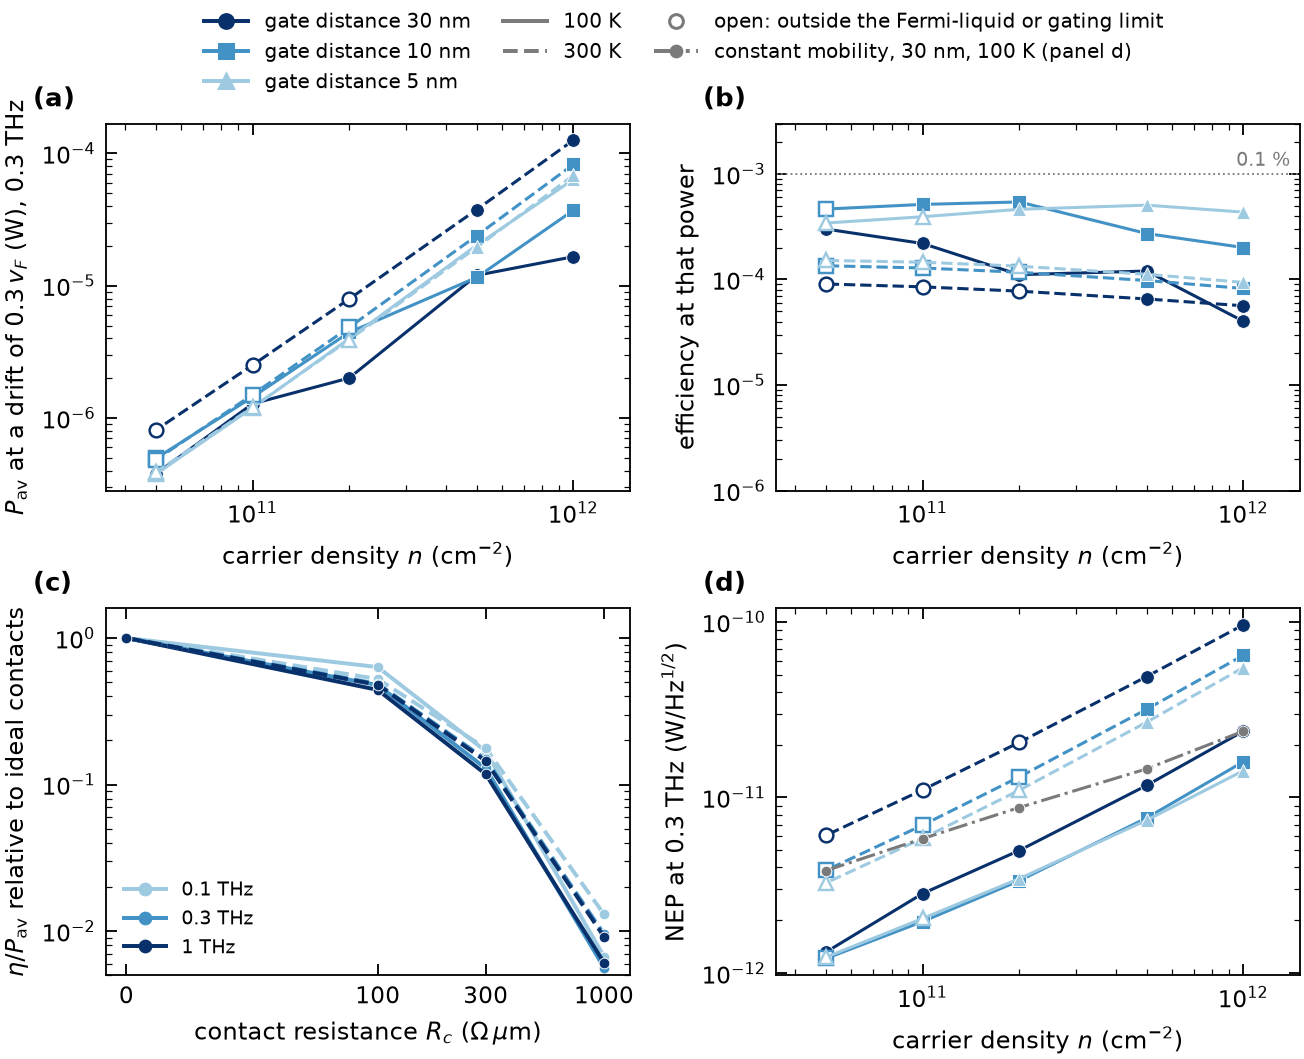 gate distance 30 nm
gate distance 10 nm
gate distance 5 nm
100 K
300 K
open: outside the Fermi-liquid or gating limit
constant mobility, 30 nm, 100 K (panel d)
(a)
P_av at a drift of 0.3 v_F (W), 0.3 THz
10⁻⁴
10⁻⁵
10⁻⁶
10¹¹
10¹²
carrier density n (cm⁻²)
(b)
efficiency at that power
10⁻³
10⁻⁴
10⁻⁵
10⁻⁶
0.1 %
10¹¹
10¹²
carrier density n (cm⁻²)
(c)
η/P_av relative to ideal contacts
10⁰
10⁻¹
10⁻²
0.1 THz
0.3 THz
1 THz
0
100
300
1000
contact resistance R_c (Ω μm)
(d)
NEP at 0.3 THz (W/Hz^1/2)
10⁻¹⁰
10⁻¹¹
10⁻¹²
10¹¹
10¹²
carrier density n (cm⁻²)